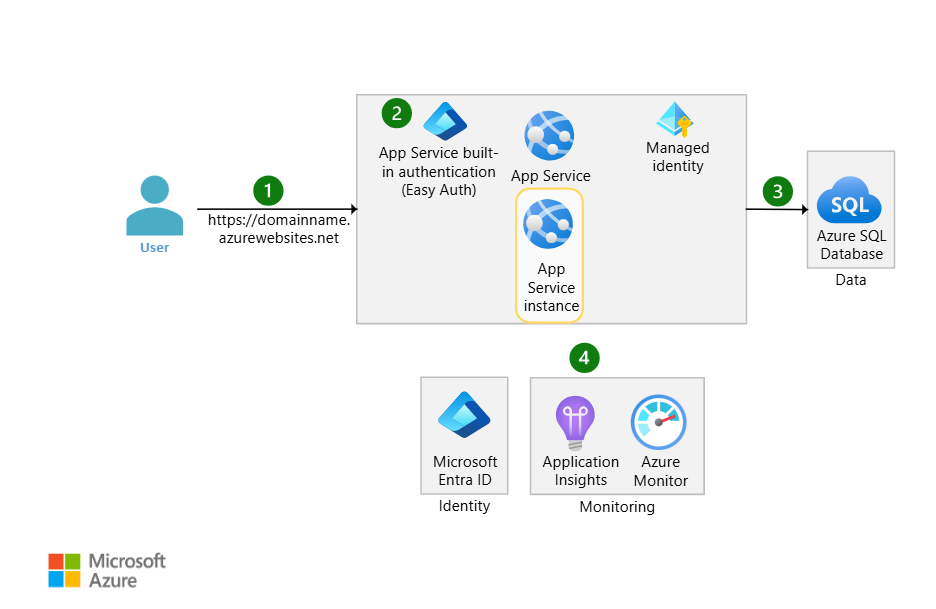 2
App Service built-
in authentication
(Easy Auth)
App Service
Managed
identity
1
https://domainname.
azurewebsites.net
User
App
Service
instance
3
SQL
Azure SQL
Database
Data
4
Microsoft
Entra ID
Identity
Application
Insights
Azure
Monitor
Monitoring
Microsoft
Azure